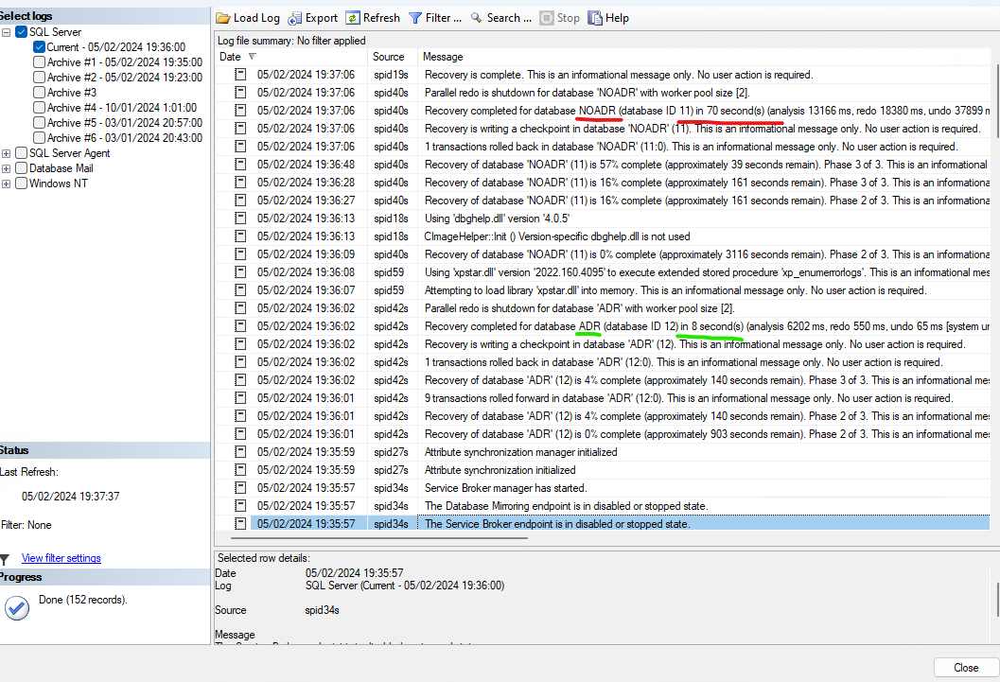 Select logs
SQL Server
Current - 05/02/2024 19:36:00
Archive #1 - 05/02/2024 19:35:00
Archive #2 - 05/02/2024 19:23:00
Archive #3
Archive #4 - 10/01/2024 1:01:00
Archive #5 - 03/01/2024 20:57:00
Archive #6 - 03/01/2024 20:43:00
SQL Server Agent
Database Mail
Windows NT
Status
Last Refresh:
05/02/2024 19:37:37
Filter: None
View filter settings
Progress
Done (152 records).
Load Log Export Refresh Filter ... Search ... Stop Help
Log file summary: No filter applied
Date Source Message
05/02/2024 19:37:06 spid19s Recovery is complete. This is an informational message only. No user action is required.
05/02/2024 19:37:06 spid40s Parallel redo is shutdown for database 'NOADR' with worker pool size [2].
05/02/2024 19:37:06 spid40s Recovery completed for database NOADR (database ID 11) in 70 second(s) (analysis 13166 ms, redo 18380 ms, undo 37899 m
05/02/2024 19:37:06 spid40s Recovery is writing a checkpoint in database 'NOADR' (11). This is an informational message only. No user action is required.
05/02/2024 19:37:06 spid40s 1 transactions rolled back in database 'NOADR' (11:0). This is an informational message only. No user action is required.
05/02/2024 19:36:48 spid40s Recovery of database 'NOADR' (11) is 57% complete (approximately 39 seconds remain). Phase 3 of 3. This is an informational
05/02/2024 19:36:28 spid40s Recovery of database 'NOADR' (11) is 16% complete (approximately 161 seconds remain). Phase 3 of 3. This is an informationa
05/02/2024 19:36:27 spid40s Recovery of database 'NOADR' (11) is 16% complete (approximately 161 seconds remain). Phase 2 of 3. This is an informationa
05/02/2024 19:36:13 spid18s Using 'dbghelp.dll' version '4.0.5'
05/02/2024 19:36:13 spid18s CImageHelper::Init () Version-specific dbghelp.dll is not used
05/02/2024 19:36:09 spid40s Recovery of database 'NOADR' (11) is 0% complete (approximately 3116 seconds remain). Phase 2 of 3. This is an informationa
05/02/2024 19:36:08 spid59 Using 'xpstar.dll' version '2022.160.4095' to execute extended stored procedure 'xp_enumerrorlogs'. This is an informational mes
05/02/2024 19:36:07 spid59 Attempting to load library 'xpstar.dll' into memory. This is an informational message only. No user action is required.
05/02/2024 19:36:02 spid42s Parallel redo is shutdown for database 'ADR' with worker pool size [2].
05/02/2024 19:36:02 spid42s Recovery completed for database ADR (database ID 12) in 8 second(s) (analysis 6202 ms, redo 550 ms, undo 65 ms [system un
05/02/2024 19:36:02 spid42s Recovery is writing a checkpoint in database 'ADR' (12). This is an informational message only. No user action is required.
05/02/2024 19:36:02 spid42s 1 transactions rolled back in database 'ADR' (12:0). This is an informational message only. No user action is required.
05/02/2024 19:36:02 spid42s Recovery of database 'ADR' (12) is 4% complete (approximately 140 seconds remain). Phase 3 of 3. This is an informational mes
05/02/2024 19:36:01 spid42s 9 transactions rolled forward in database 'ADR' (12:0). This is an informational message only. No user action is required.
05/02/2024 19:36:01 spid42s Recovery of database 'ADR' (12) is 4% complete (approximately 140 seconds remain). Phase 2 of 3. This is an informational mes
05/02/2024 19:36:01 spid42s Recovery of database 'ADR' (12) is 0% complete (approximately 903 seconds remain). Phase 2 of 3. This is an informational mes
05/02/2024 19:35:59 spid27s Attribute synchronization manager initialized
05/02/2024 19:35:59 spid27s Attribute synchronization initialized
05/02/2024 19:35:57 spid34s Service Broker manager has started.
05/02/2024 19:35:57 spid34s The Database Mirroring endpoint is in disabled or stopped state.
05/02/2024 19:35:57 spid34s The Service Broker endpoint is in disabled or stopped state.
Selected row details:
Date 05/02/2024 19:35:57
Log SQL Server (Current - 05/02/2024 19:36:00)
Source spid34s
Message
Close